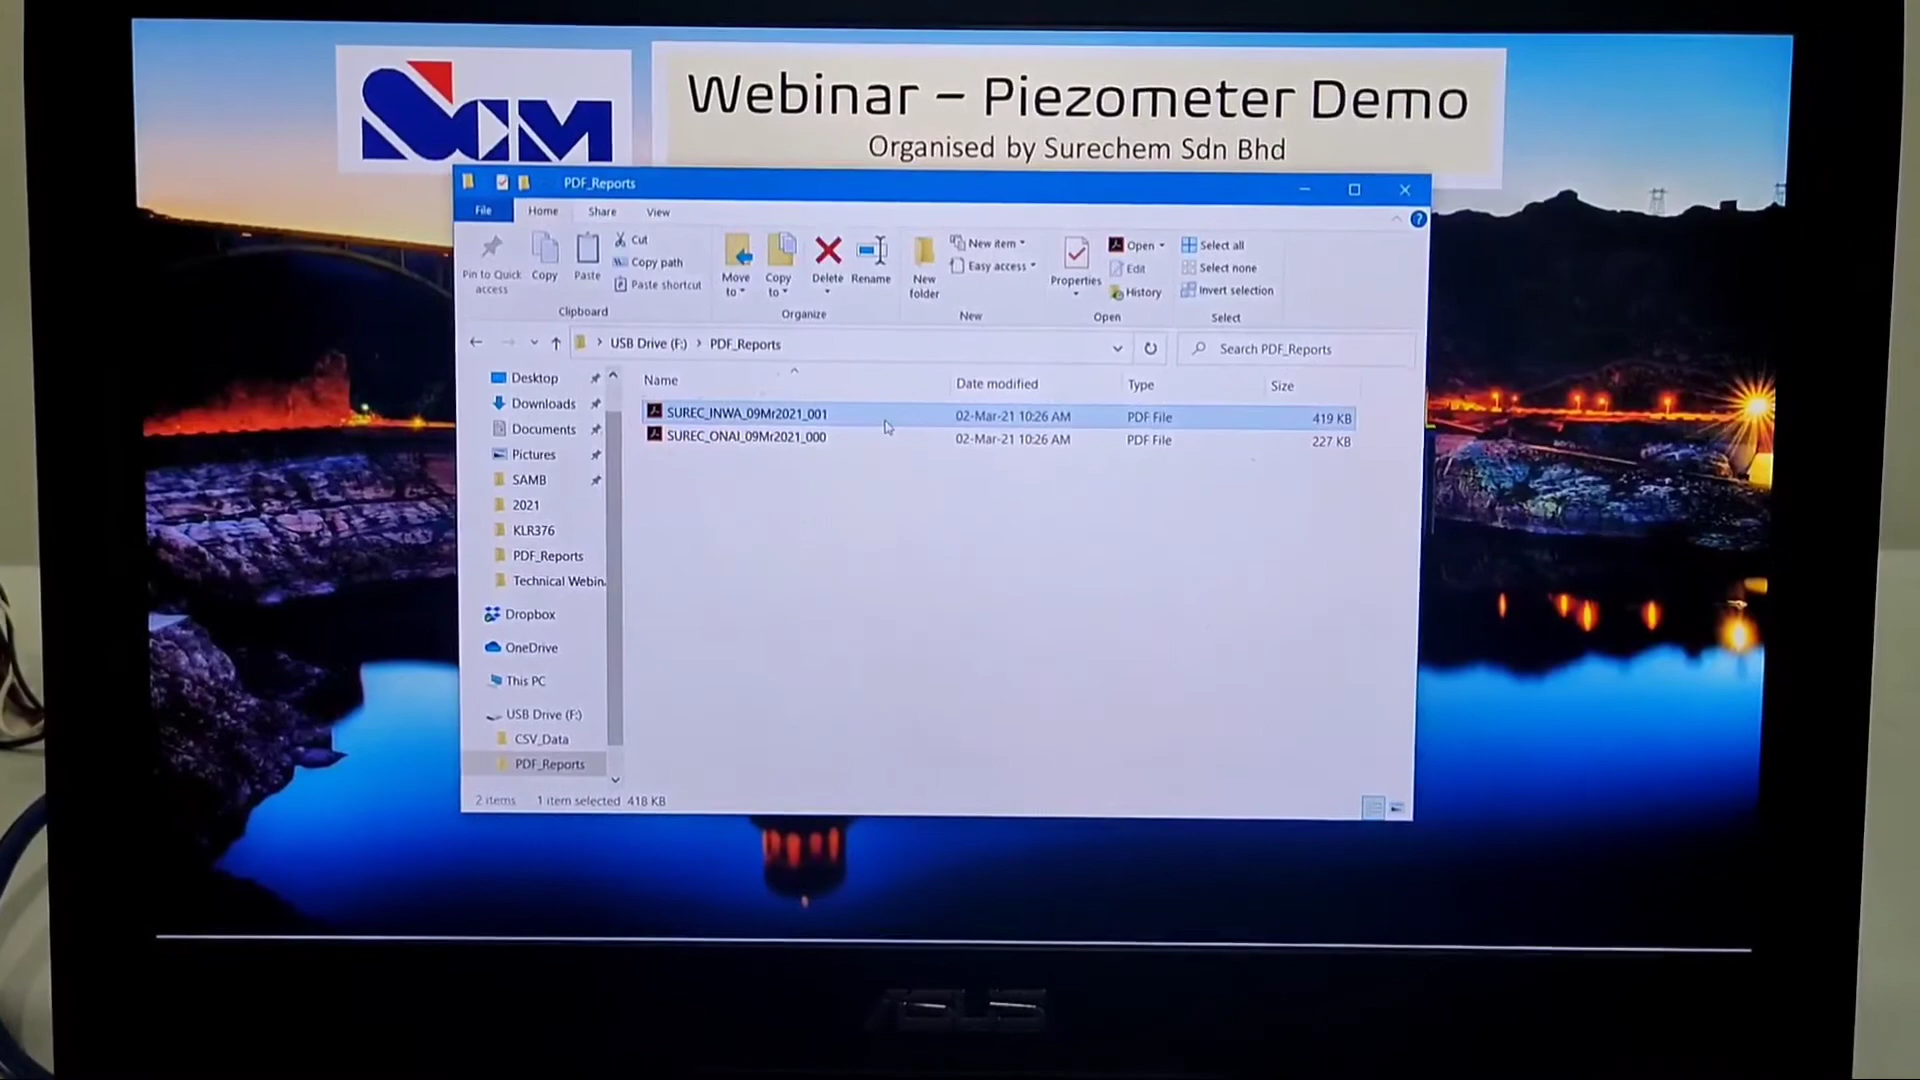 SCM
Webinar – Piezometer Demo
Organised by Surechem Sdn Bhd
PDF_Reports
File Home Share View
Pin to Quick access
Copy
Paste
Cut
Copy path
Paste shortcut
Clipboard
Move to
Copy to
Delete
Rename
Organize
New folder
New item
Easy access
New
Properties
Open
Edit
History
Open
Select all
Select none
Invert selection
Select
USB Drive (F:) > PDF_Reports
Search PDF_Reports
Name Date modified Type Size
SUREC_INWA_09Mr2021_001 02-Mar-21 10:26 AM PDF File 419 KB
SUREC_ONAI_09Mr2021_000 02-Mar-21 10:26 AM PDF File 227 KB
Desktop
Downloads
Documents
Pictures
SAMB
2021
KLR376
PDF_Reports
Technical Webin
Dropbox
OneDrive
This PC
USB Drive (F:)
CSV_Data
PDF_Reports
2 items 1 item selected 418 KB
ASUS